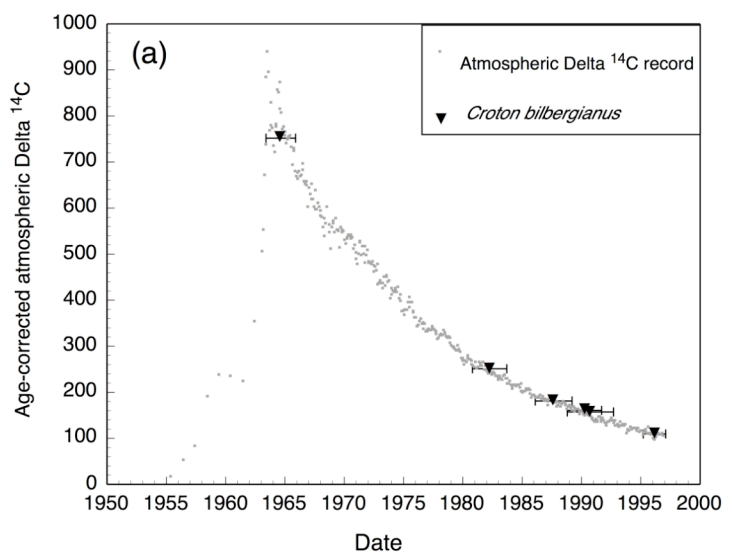 (a)
Atmospheric Delta 14C record
Croton bilbergianus
Age-corrected atmospheric Delta 14C
1000
900
800
700
600
500
400
300
200
100
0
1950 1955 1960 1965 1970 1975 1980 1985 1990 1995 2000
Date